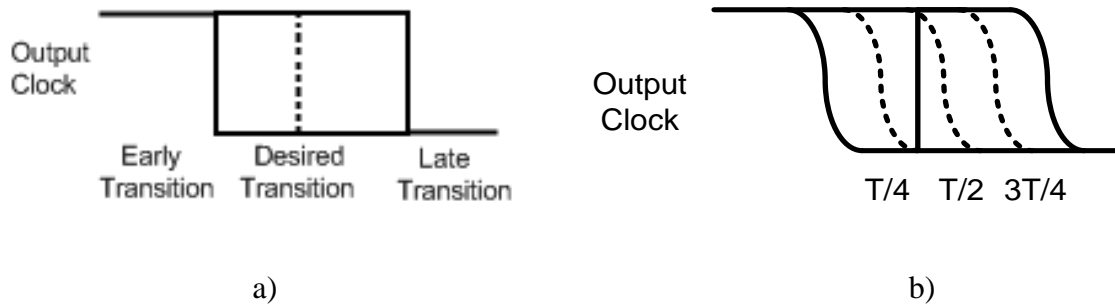 Output
Clock
Early
Transition
Desired
Transition
Late
Transition
a)
Output
Clock
T/4
T/2
3T/4
b)